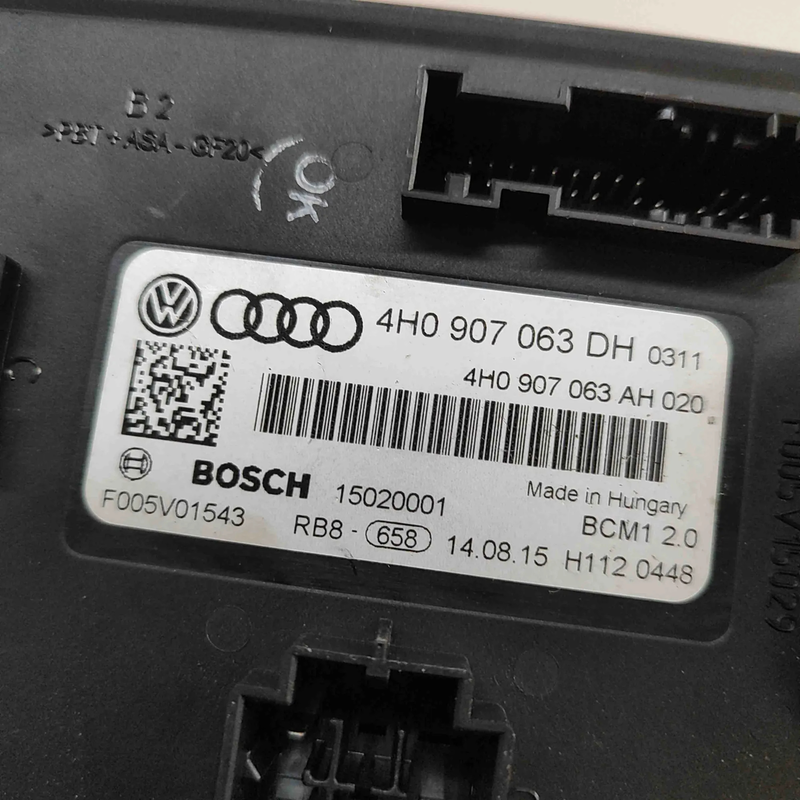 B2
>PBT+ASA-GF20<
OK
4H0 907 063 DH 0311
4H0 907 063 AH 020
BOSCH 15020001
Made in Hungary
F005V01543
RB8 - 658 14.08.15
BCM1 2.0
H112 0448